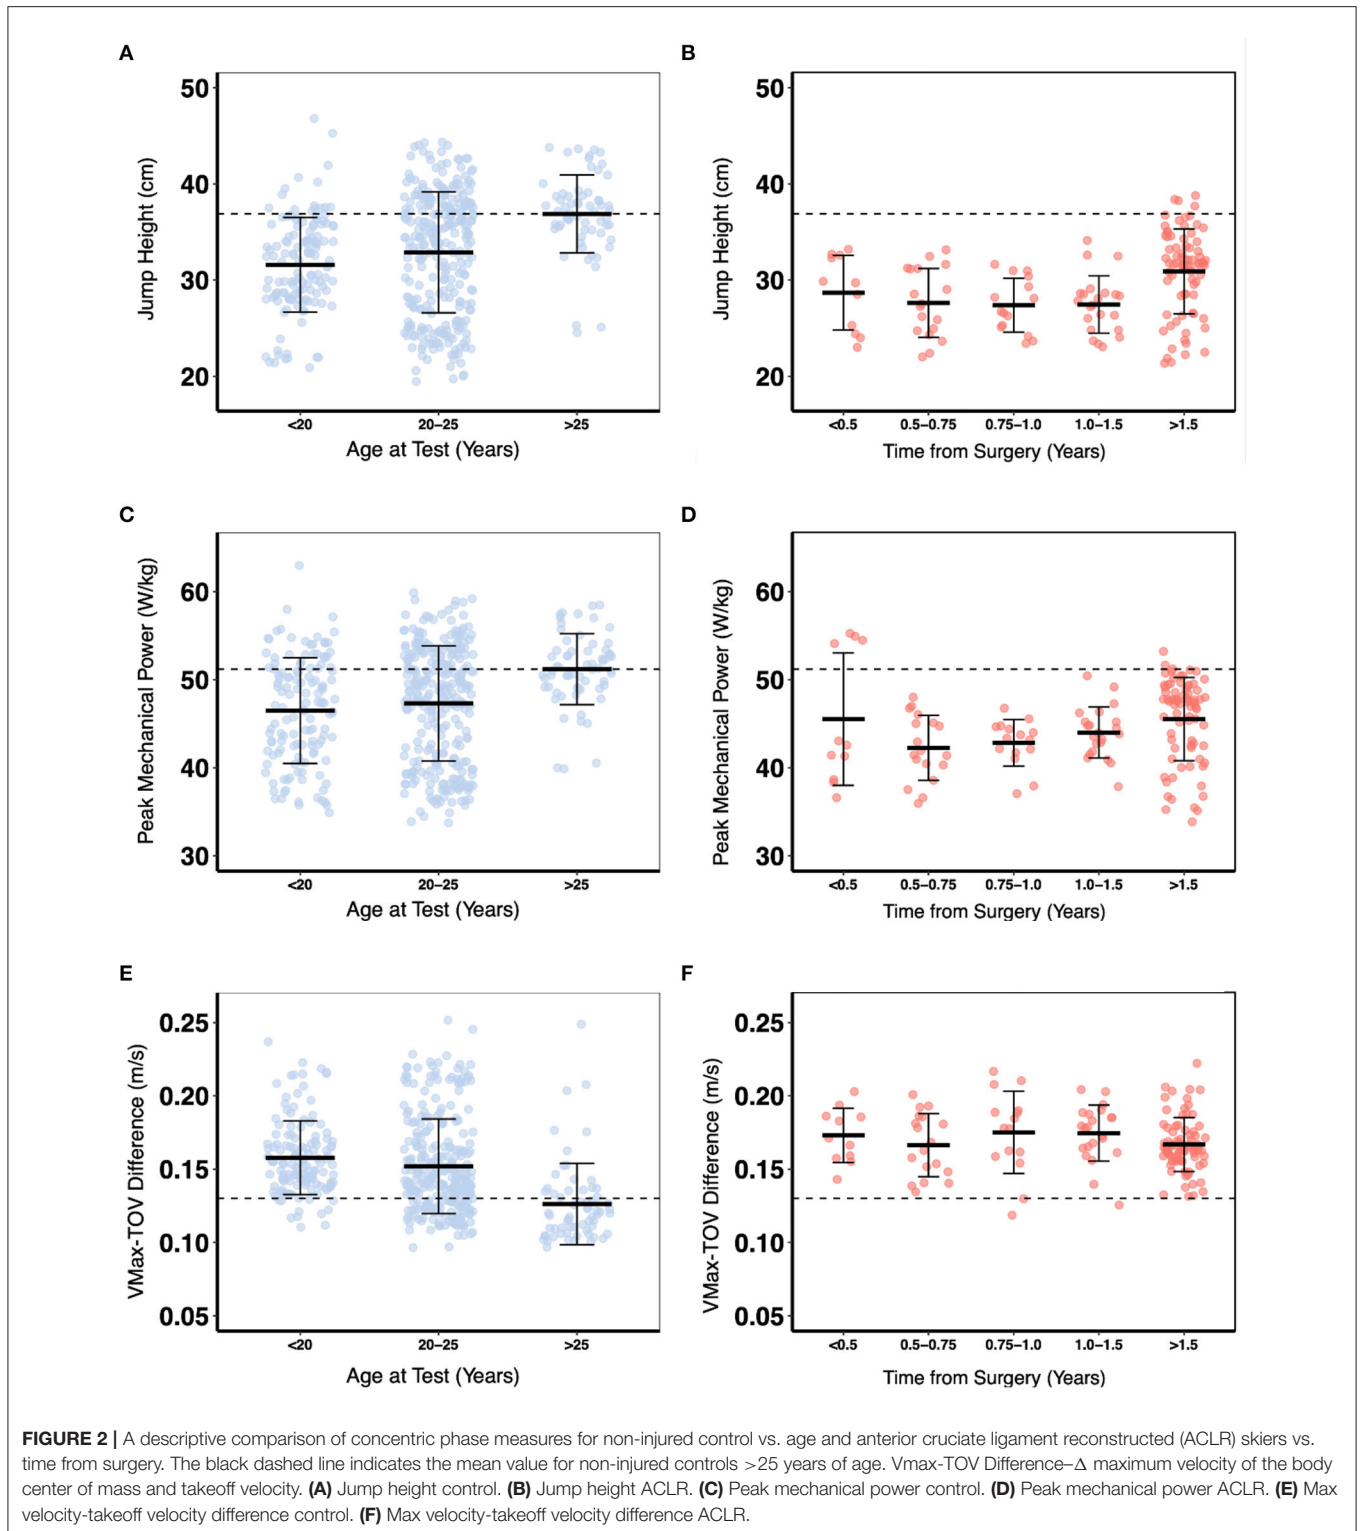 A
50
40
30
20
Jump Height (cm)
<20
20–25
>25
Age at Test (Years)
B
50
40
30
20
Jump Height (cm)
<0.5
0.5–0.75
0.75–1.0
1.0–1.5
>1.5
Time from Surgery (Years)
C
60
50
40
30
Peak Mechanical Power (W/kg)
<20
20–25
>25
Age at Test (Years)
D
60
50
40
30
Peak Mechanical Power (W/kg)
<0.5
0.5–0.75
0.75–1.0
1.0–1.5
>1.5
Time from Surgery (Years)
E
0.25
0.20
0.15
0.10
0.05
VMax-TOV Difference (m/s)
<20
20–25
>25
Age at Test (Years)
F
0.25
0.20
0.15
0.10
0.05
VMax-TOV Difference (m/s)
<0.5
0.5–0.75
0.75–1.0
1.0–1.5
>1.5
Time from Surgery (Years)
FIGURE 2 | A descriptive comparison of concentric phase measures for non-injured control vs. age and anterior cruciate ligament reconstructed (ACLR) skiers vs.
time from surgery. The black dashed line indicates the mean value for non-injured controls >25 years of age. Vmax-TOV Difference–Δ maximum velocity of the body
center of mass and takeoff velocity. (A) Jump height control. (B) Jump height ACLR. (C) Peak mechanical power control. (D) Peak mechanical power ACLR. (E) Max
velocity-takeoff velocity difference control. (F) Max velocity-takeoff velocity difference ACLR.